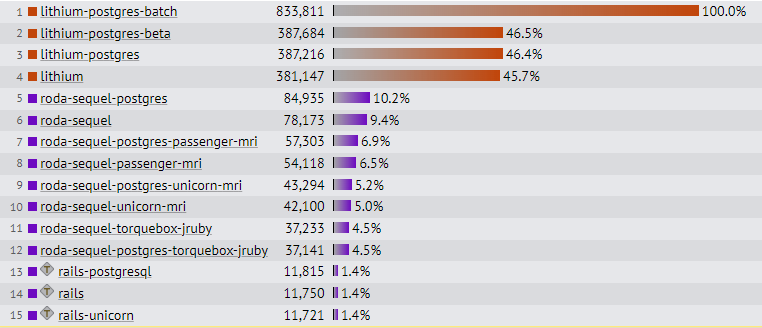 1 lithium-postgres-batch 833,811 100.0%
2 lithium-postgres-beta 387,684 46.5%
3 lithium-postgres 387,216 46.4%
4 lithium 381,147 45.7%
5 roda-sequel-postgres 84,935 10.2%
6 roda-sequel 78,173 9.4%
7 roda-sequel-postgres-passenger-mri 57,303 6.9%
8 roda-sequel-passenger-mri 54,118 6.5%
9 roda-sequel-postgres-unicorn-mri 43,294 5.2%
10 roda-sequel-unicorn-mri 42,100 5.0%
11 roda-sequel-torquebox-jruby 37,233 4.5%
12 roda-sequel-postgres-torquebox-jruby 37,141 4.5%
13 T rails-postgresql 11,815 1.4%
14 T rails 11,750 1.4%
15 T rails-unicorn 11,721 1.4%